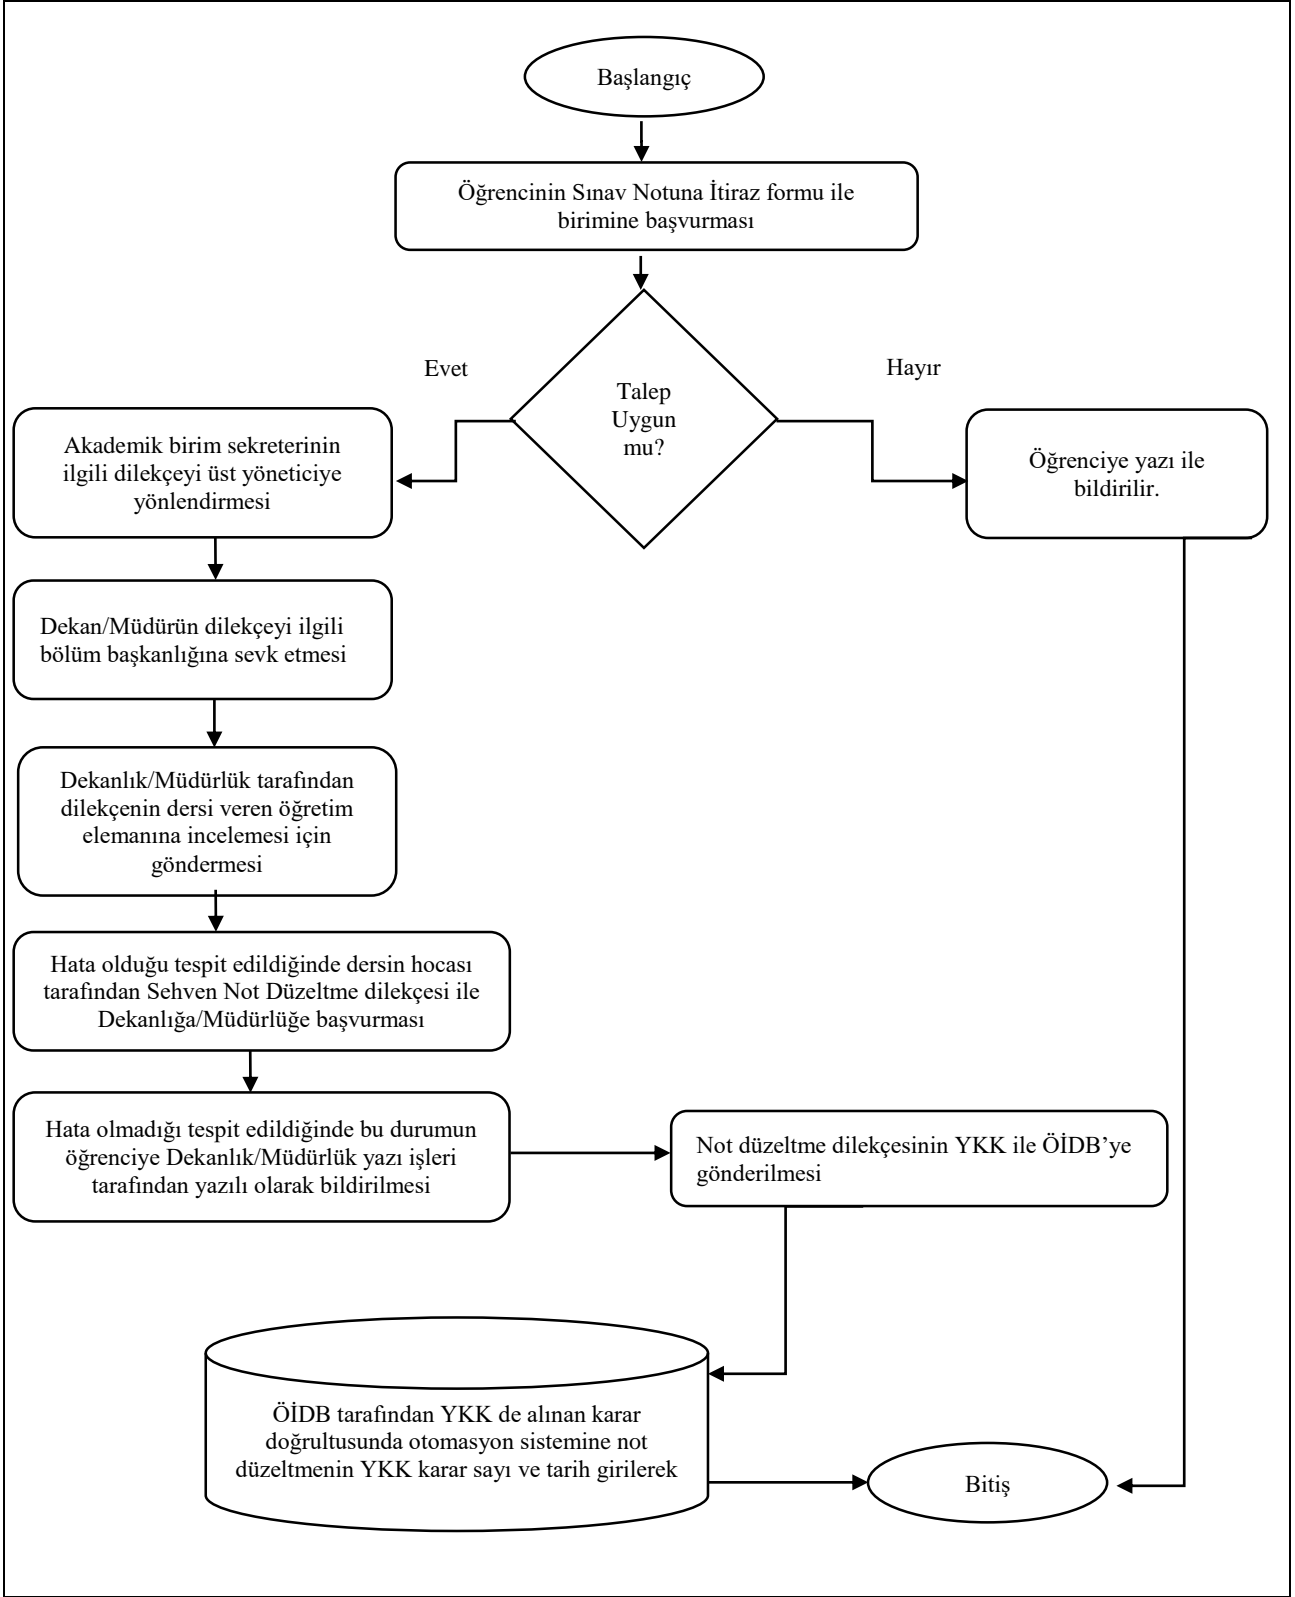 Başlangıç
Öğrencinin Sınav Notuna İtiraz formu ile
birimine başvurması
Evet
Hayır
Talep
Uygun
mu?
Akademik birim sekreterinin
ilgili dilekçeyi üst yöneticiye
yönlendirmesi
Öğrenciye yazı ile
bildirilir.
Dekan/Müdürün dilekçeyi ilgili
bölüm başkanlığına sevk etmesi
Dekanlık/Müdürlük tarafından
dilekçenin dersi veren öğretim
elemanına incelemesi için
göndermesi
Hata olduğu tespit edildiğinde dersin hocası
tarafından Sehven Not Düzeltme dilekçesi ile
Dekanlığa/Müdürlüğe başvurması
Hata olmadığı tespit edildiğinde bu durumun
öğrenciye Dekanlık/Müdürlük yazı işleri
tarafından yazılı olarak bildirilmesi
Not düzeltme dilekçesinin YKK ile ÖİDB’ye
gönderilmesi
ÖİDB tarafından YKK de alınan karar
doğrultusunda otomasyon sistemine not
düzeltmenin YKK karar sayı ve tarih girilerek
Bitiş